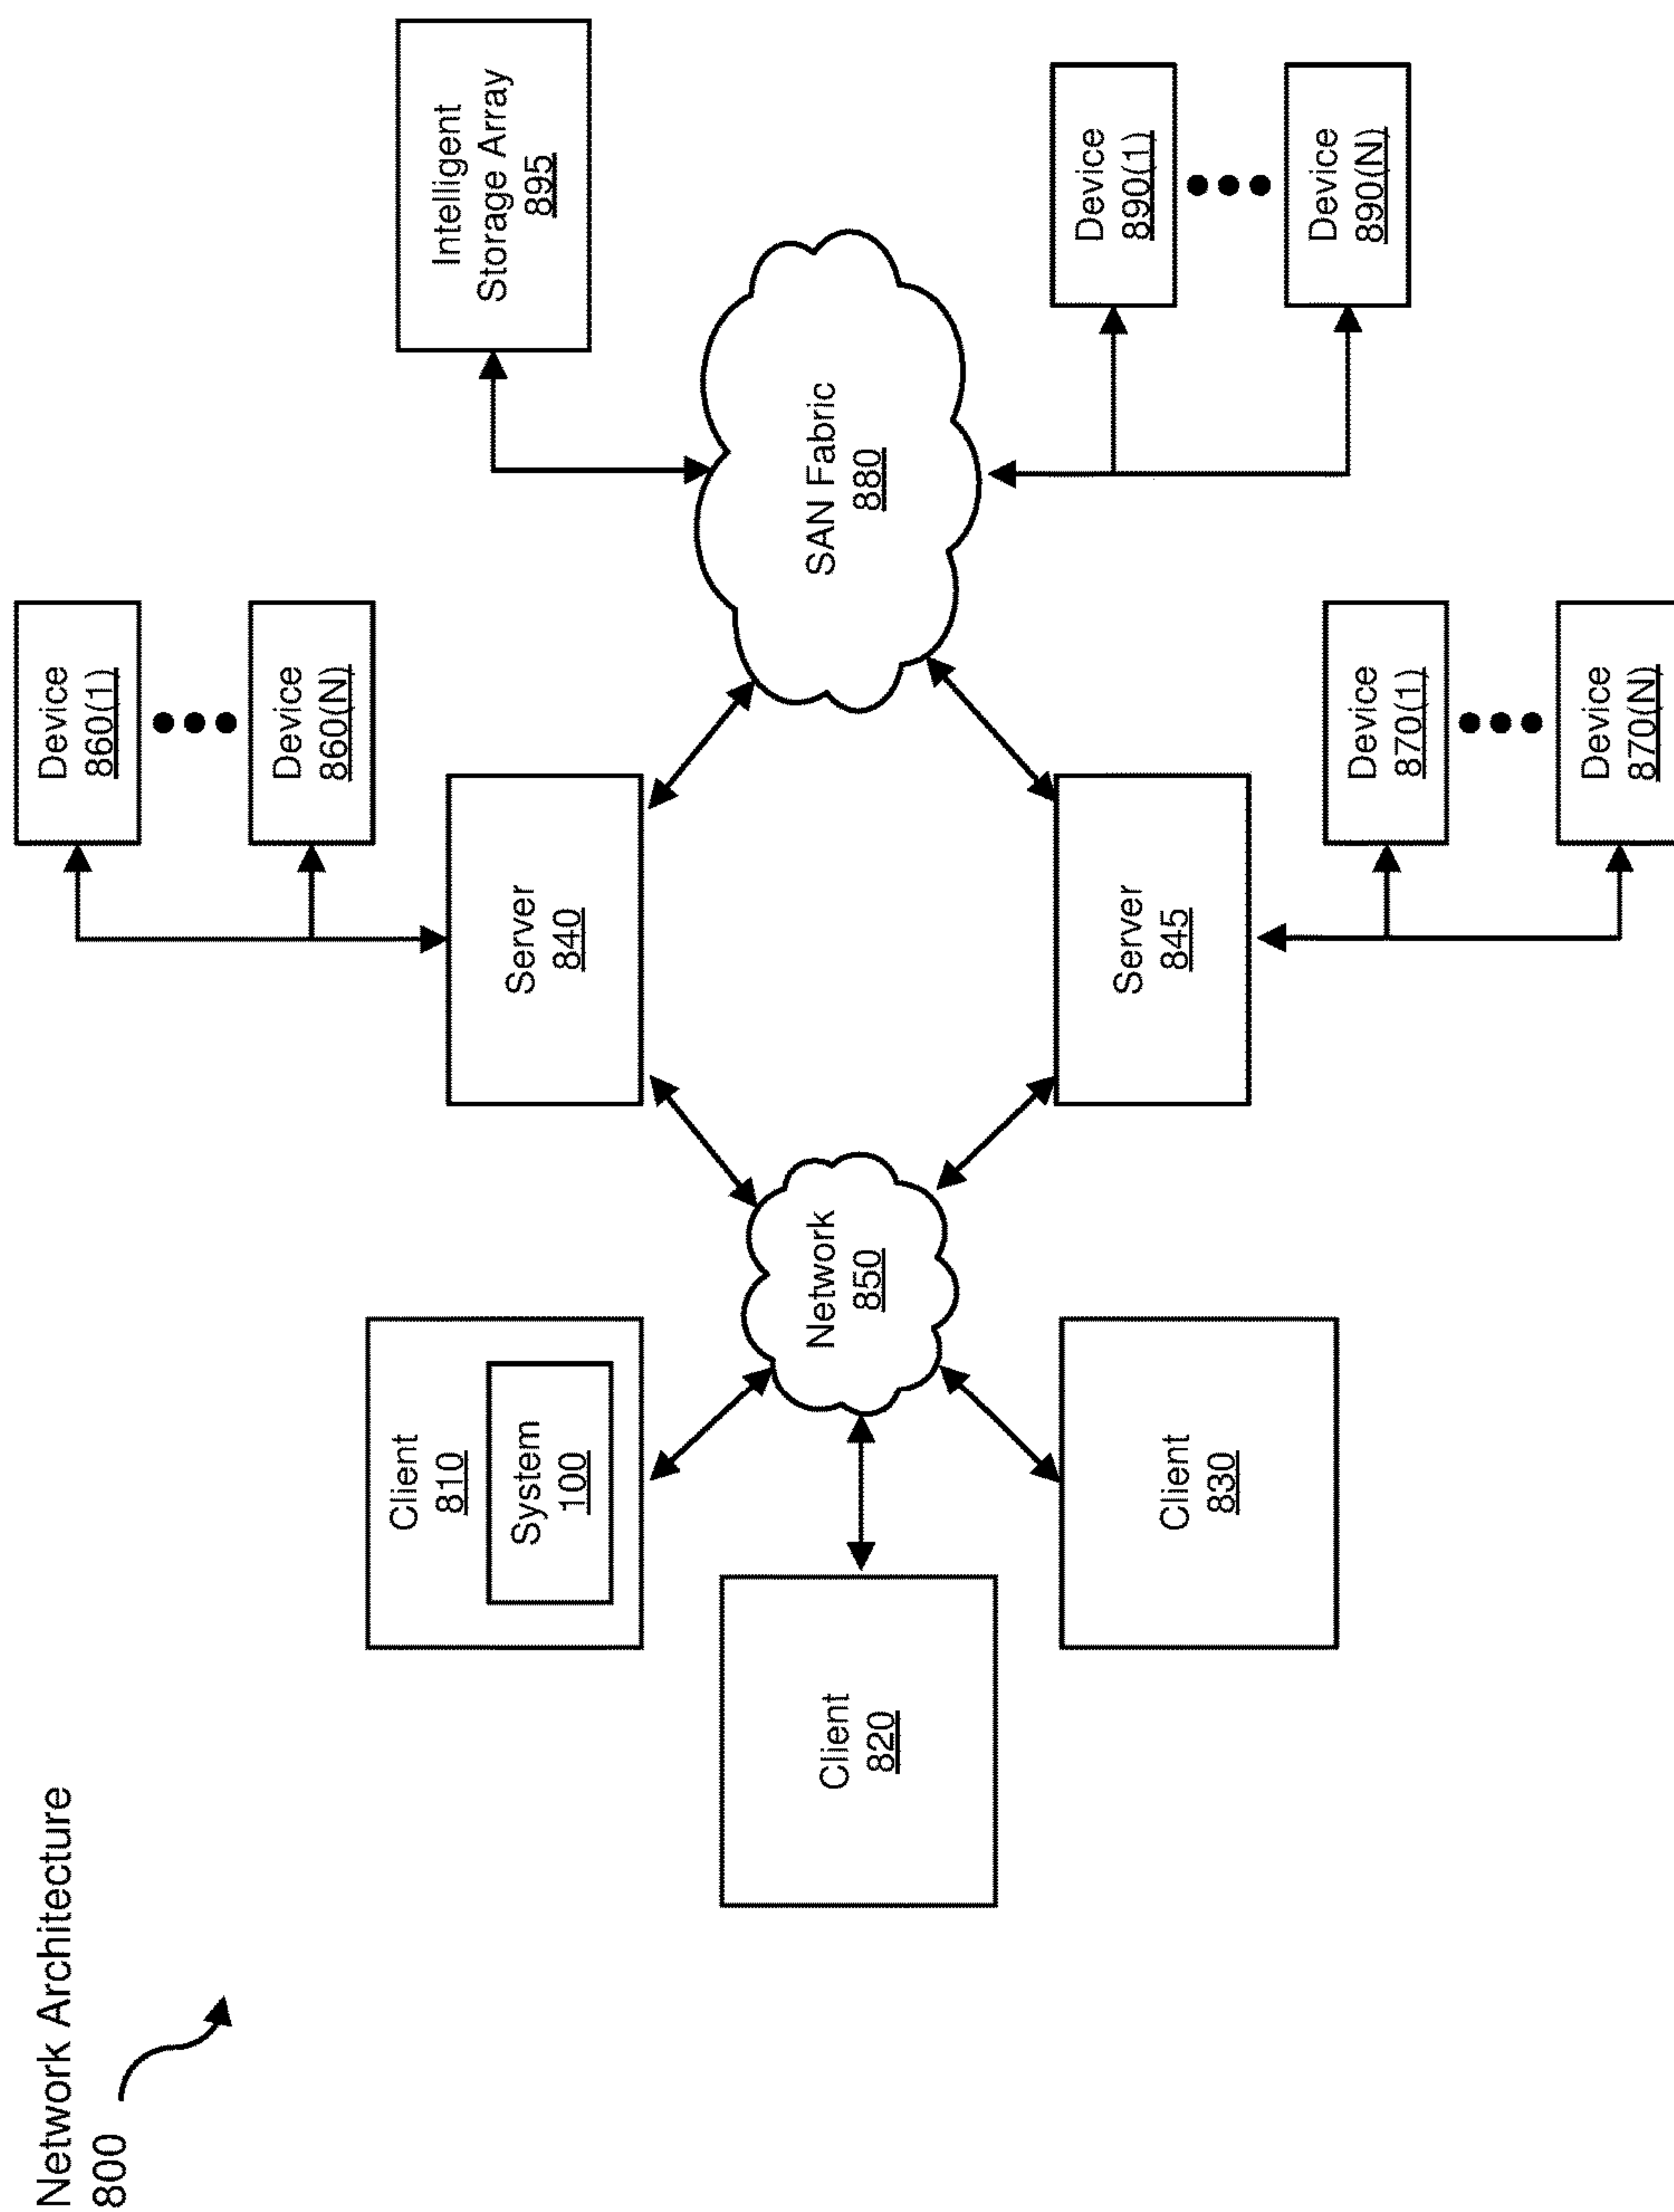 Network Architecture
800
Client
810
System
100
Client
820
Client
830
Network
850
Server
840
Server
845
Device
860(1)
Device
860(N)
Device
870(1)
Device
870(N)
SAN Fabric
880
Intelligent
Storage Array
895
Device
890(1)
Device
890(N)